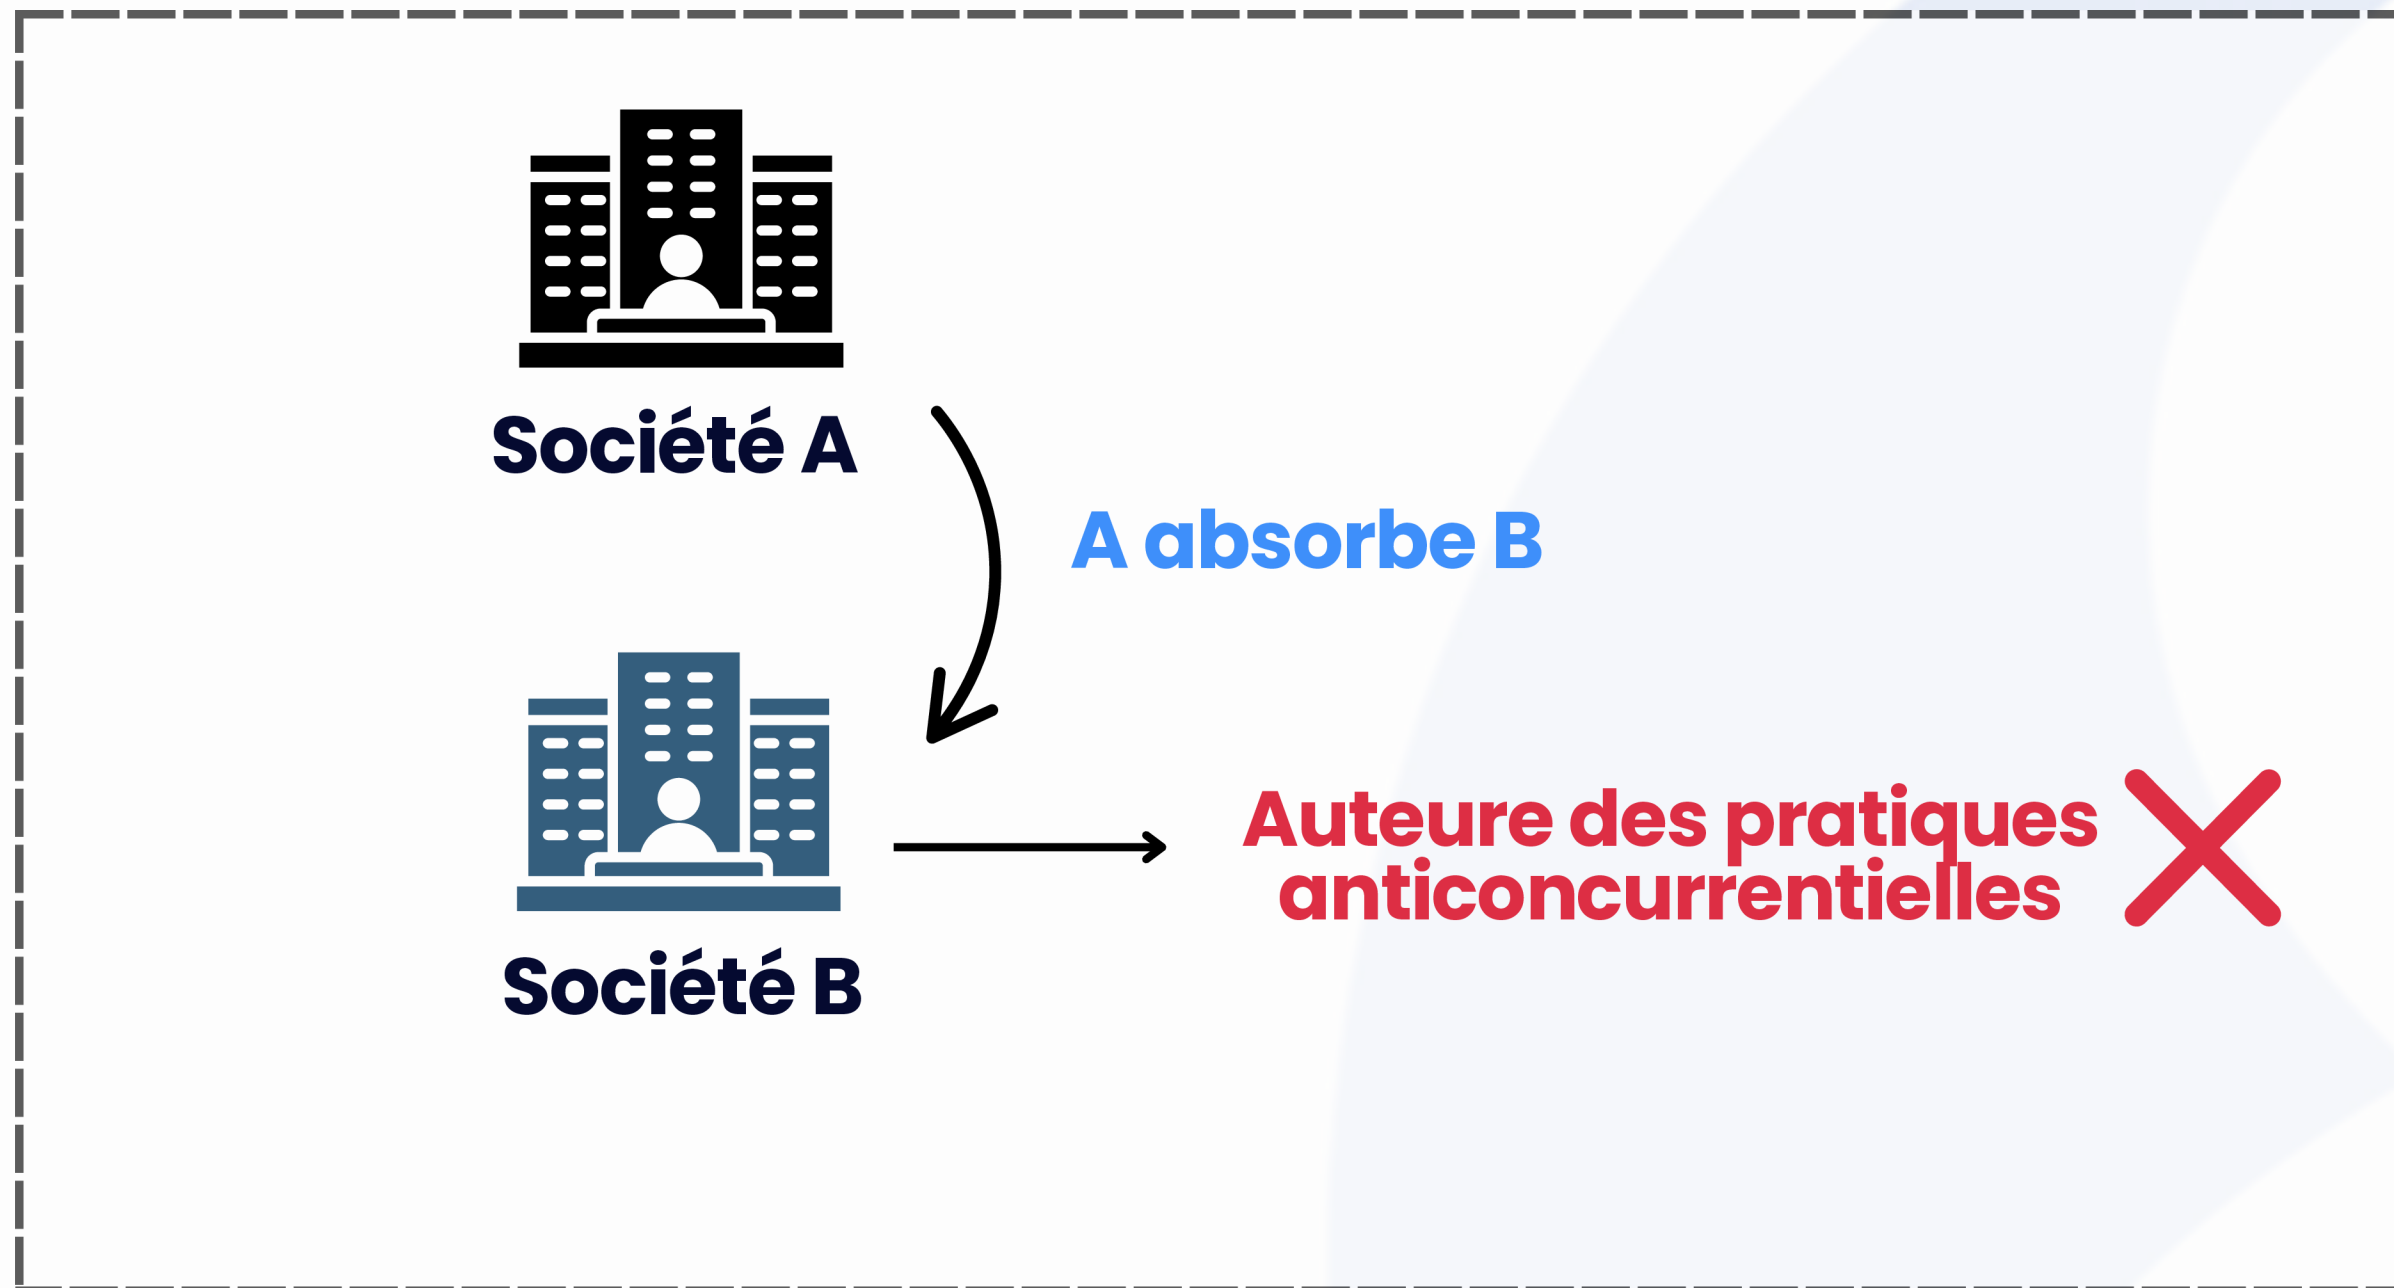 Société A
A absorbe B
Auteure des pratiques
anticoncurrentielles
Société B